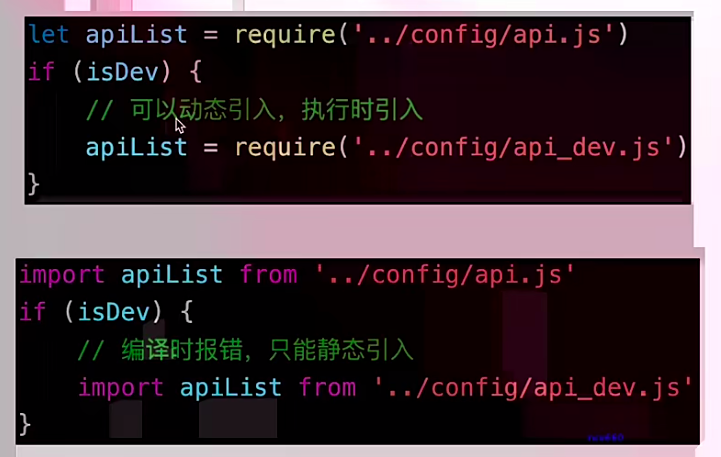 let apiList = require('../config/api.js')
if (isDev) {
// 可以动态引入，执行时引入
apiList = require('../config/api_dev.js')
}
import apiList from '../config/api.js'
if (isDev) {
// 编译时报错，只能静态引入
import apiList from '../config/api_dev.js'
}